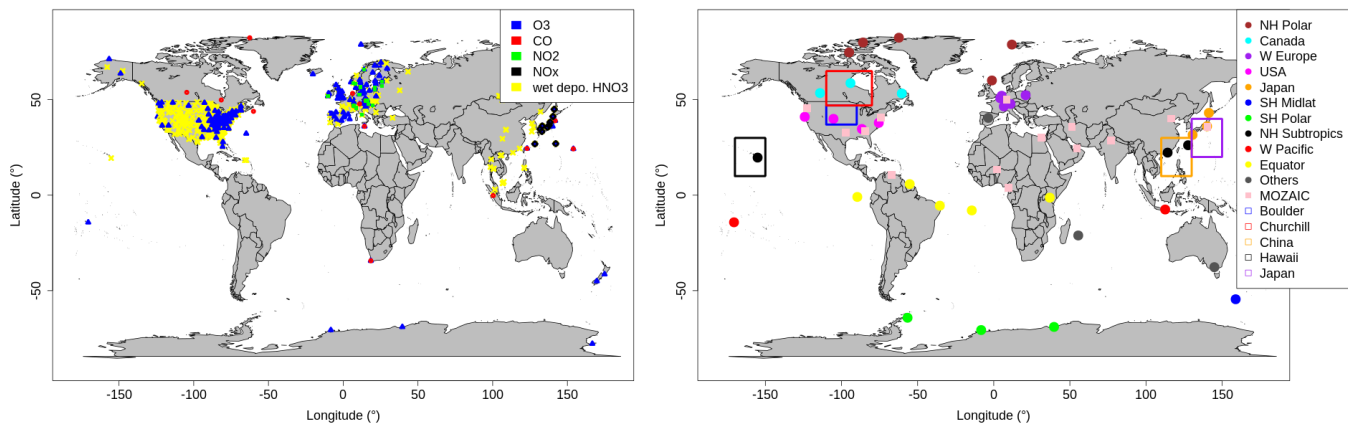 O3
CO
NO2
NOx
wet depo. HNO3
50
0
-50
Latitude (°)
-150
-100
-50
0
50
100
150
Longitude (°)
NH Polar
Canada
W Europe
USA
Japan
SH Midlat
SH Polar
NH Subtropics
W Pacific
Equator
Others
MOZAIC
Boulder
Churchill
China
Hawaii
Japan
50
0
-50
Latitude (°)
-150
-100
-50
0
50
100
150
Longitude (°)